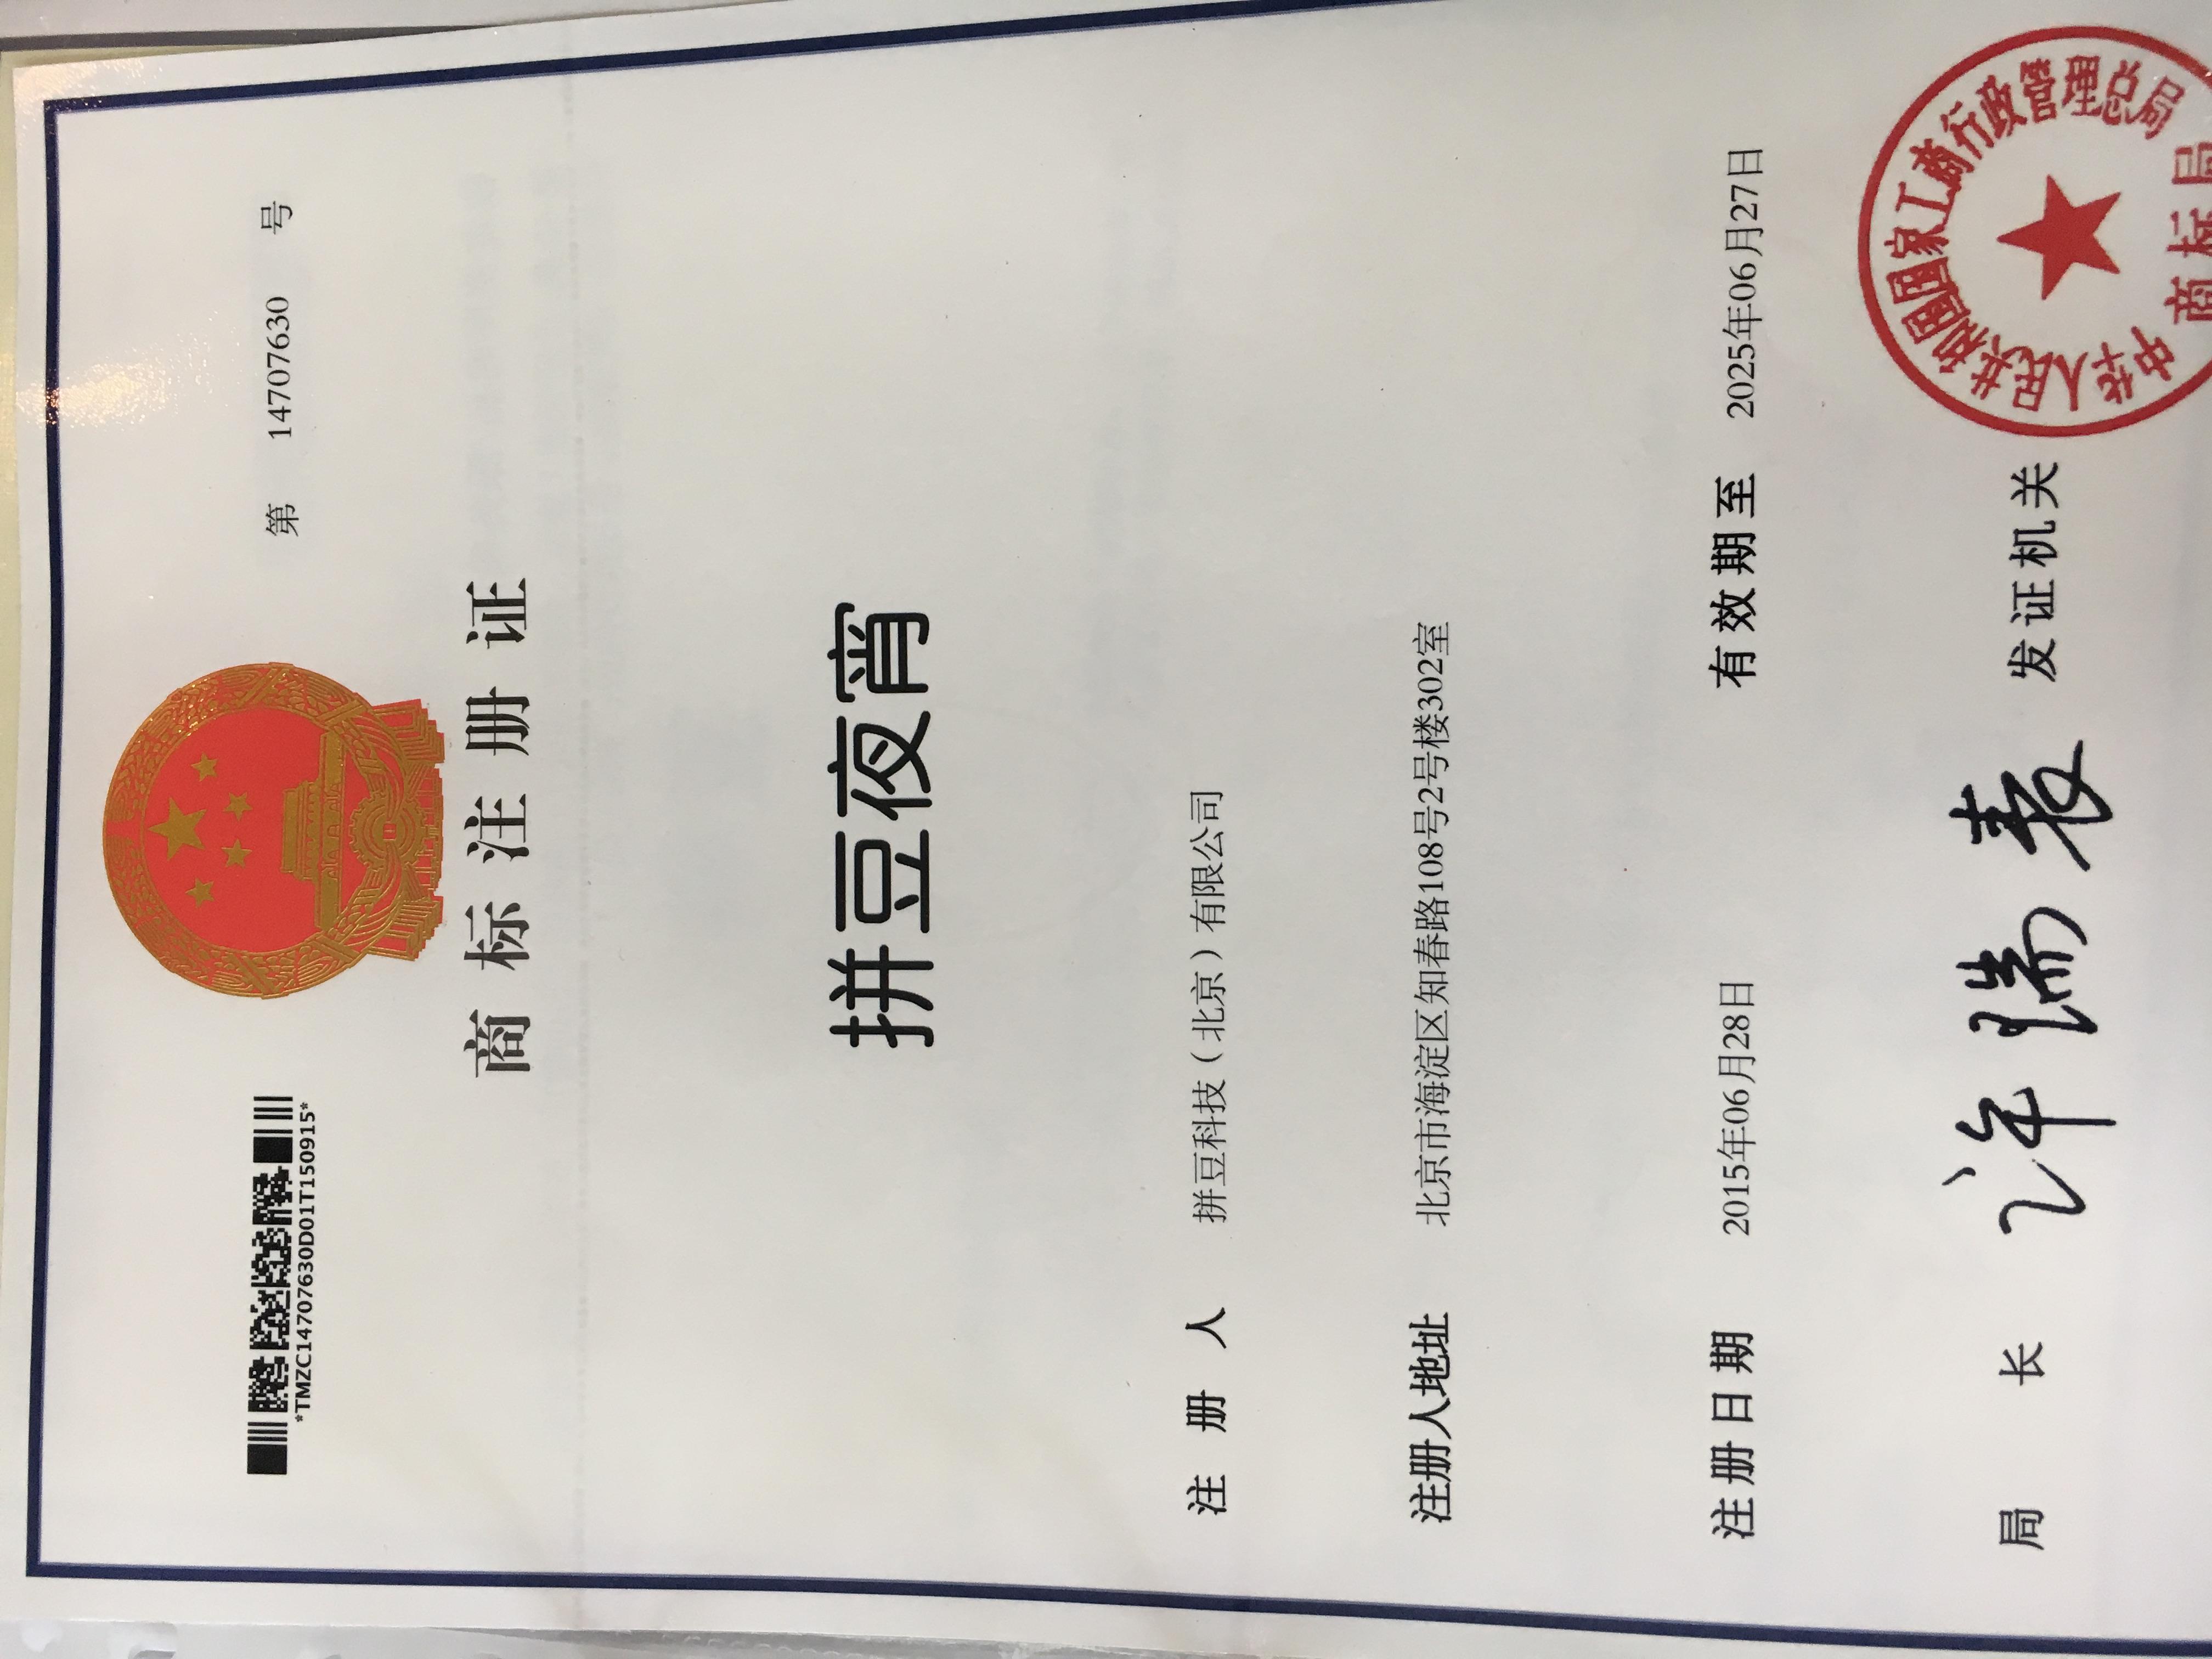 *TMZC14707630D01T150915*
第 14707630 号
商标注册证
拼豆夜宵
注册人 拼豆科技（北京）有限公司
注册人地址 北京市海淀区知春路108号2号楼302室
注册日期 2015年06月28日 有效期至 2025年06月27日
局长 许瑞表 发证机关
中华人民共和国国家工商行政管理总局
商标局